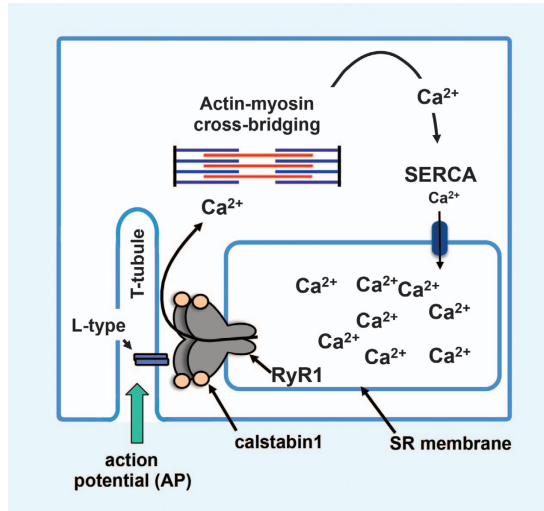 Actin-myosin
cross-bridging
Ca²⁺
Ca²⁺
SERCA
Ca²⁺
T-tubule
L-type
Ca²⁺
Ca²⁺
Ca²⁺
Ca²⁺
Ca²⁺
Ca²⁺
Ca²⁺
Ca²⁺
RyR1
calstabin1
SR membrane
action
potential (AP)